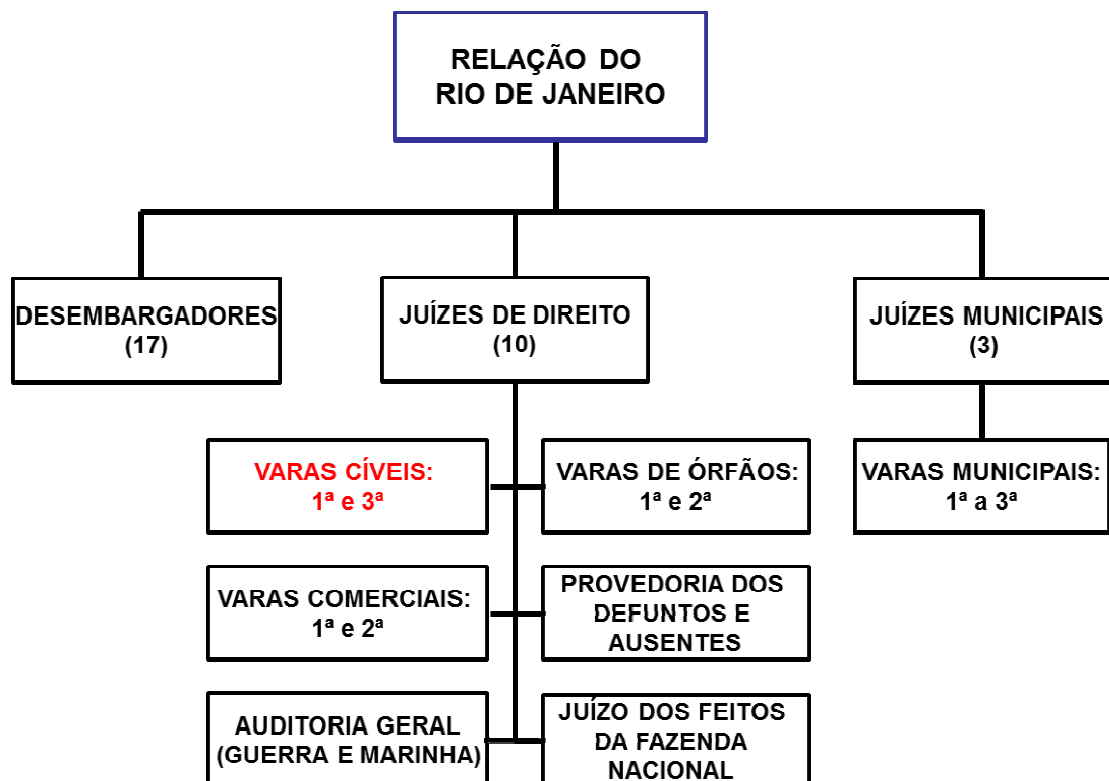 RELAÇÃO DO
RIO DE JANEIRO
DESEMBARGADORES
(17)
JUÍZES DE DIREITO
(10)
JUÍZES MUNICIPAIS
(3)
VARAS CÍVEIS:
1ª e 3ª
VARAS DE ÓRFÃOS:
1ª e 2ª
VARAS MUNICIPAIS:
1ª a 3ª
VARAS COMERCIAIS:
1ª e 2ª
PROVEDORIA DOS
DEFUNTOS E
AUSENTES
AUDITORIA GERAL
(GUERRA E MARINHA)
JUÍZO DOS FEITOS
DA FAZENDA
NACIONAL